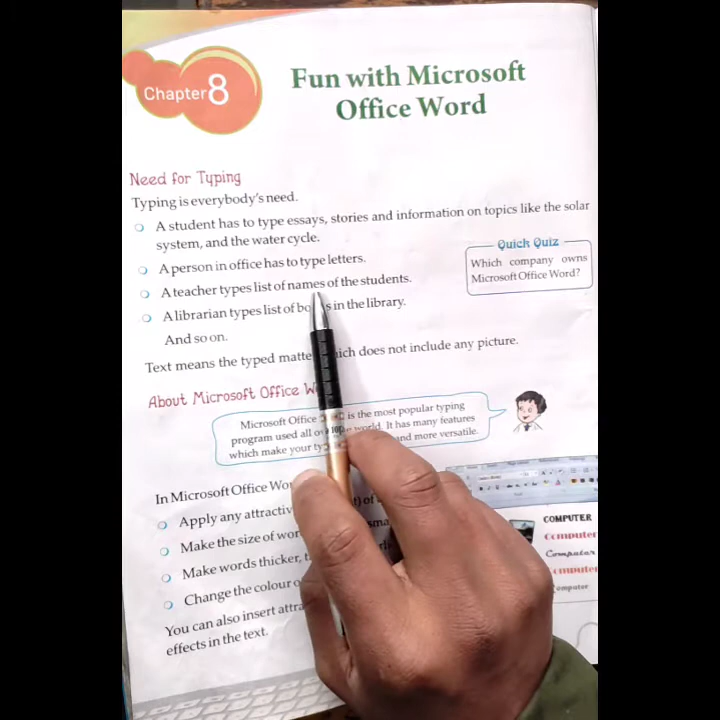 Chapter 8
Fun with Microsoft
Office Word
Need for Typing
Typing is everybody's need.
A student has to type essays, stories and information on topics like the solar
system, and the water cycle.
A person in office has to type letters.
A teacher types list of names of the students.
A librarian types list of bo s in the library.
And so on.
Quick Quiz
Which company owns
Microsoft Office Word?
Text means the typed matte ich does not include any picture.
About Microsoft Office W
Microsoft Office is the most popular typing
program used all ov world. It has many features
which make your ty and more versatile.
In Microsoft Office Wor
Apply any attractiv t) of
Make the size of wor sma
Make words thicker, t
Change the colour o
You can also insert attra
effects in the text.
COMPUTER
Computer
Computer
Computer
Computer